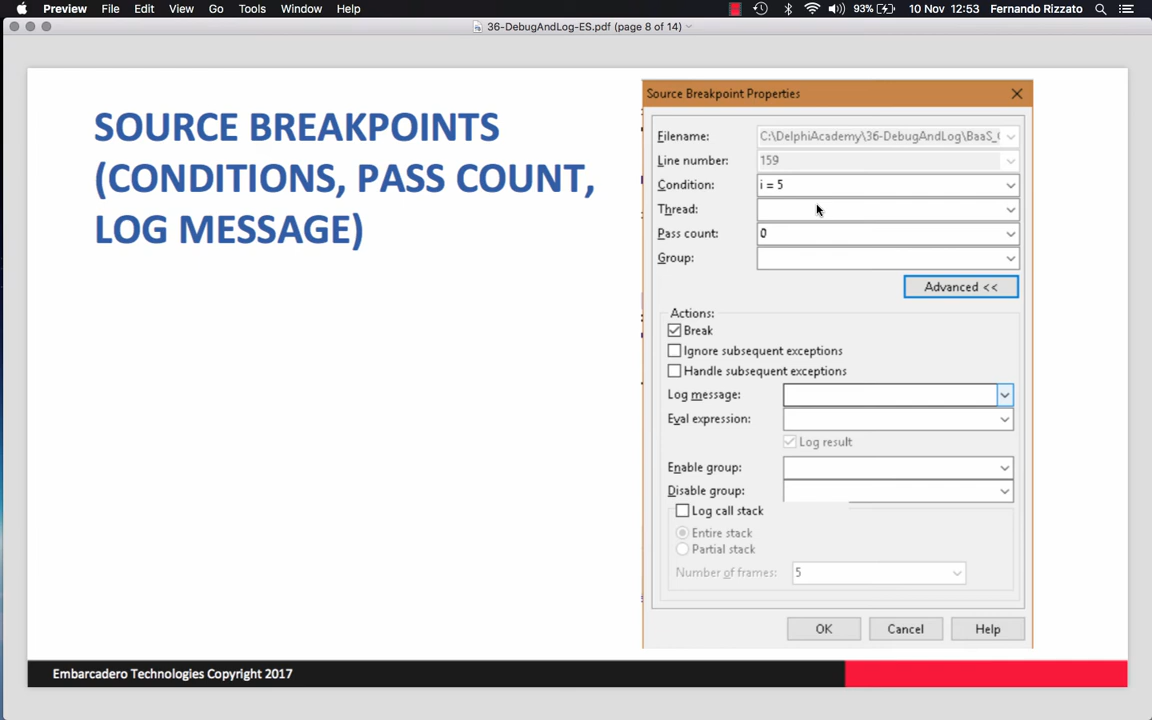 Preview File Edit View Go Tools Window Help 93% 10 Nov 12:53 Fernando Rizzato
36-DebugAndLog-ES.pdf (page 8 of 14)
SOURCE BREAKPOINTS
(CONDITIONS, PASS COUNT,
LOG MESSAGE)
Source Breakpoint Properties
Filename: C:\DelphiAcademy\36-DebugAndLog\BaaS_
Line number: 159
Condition: i = 5
Thread:
Pass count: 0
Group:
Advanced <<
Actions:
Break
Ignore subsequent exceptions
Handle subsequent exceptions
Log message:
Eval expression:
Log result
Enable group:
Disable group:
Log call stack
Entire stack
Partial stack
Number of frames: 5
OK Cancel Help
Embarcadero Technologies Copyright 2017